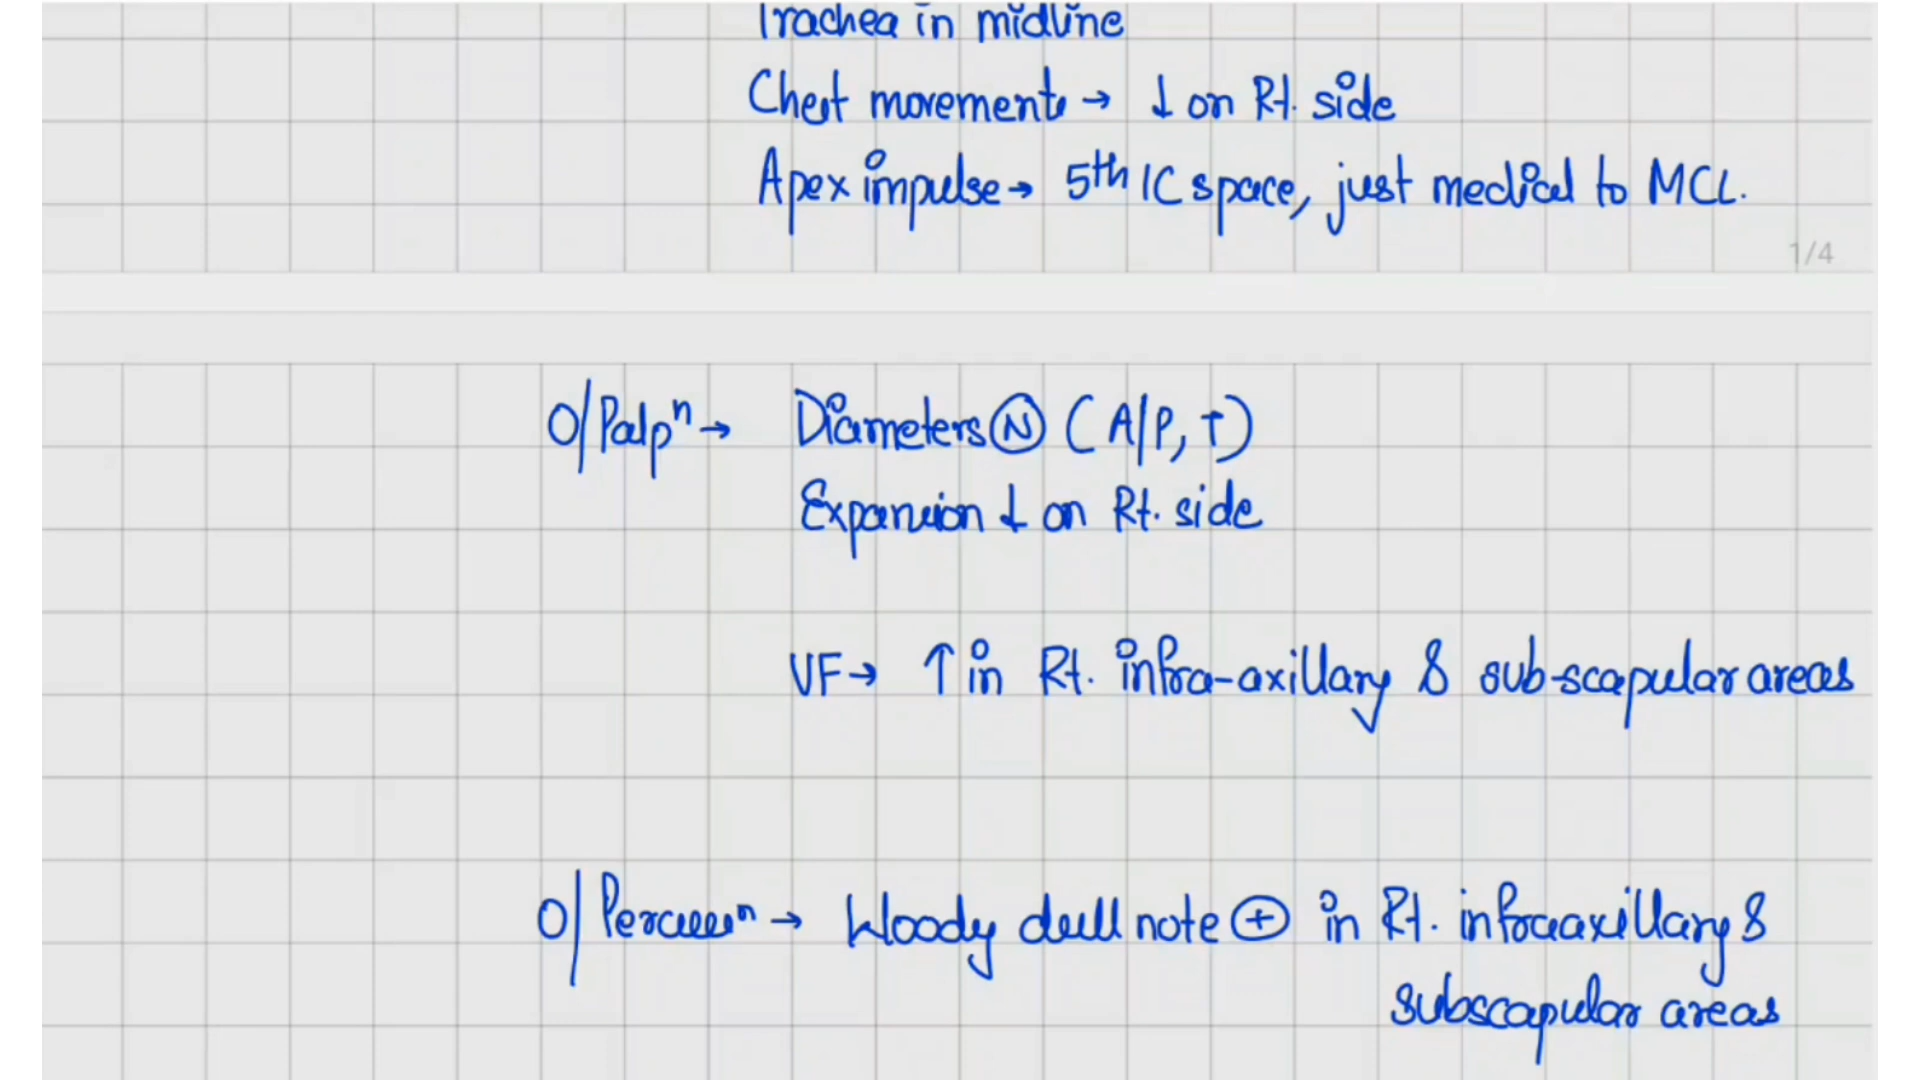 Trachea in midline
Chest movements → ↓ on Rt. side
Apex impulse → 5th IC space, just medical to MCL.
1/4
O/Palpⁿ → Diameters Ⓝ (A/P, T)
Expansion ↓ on Rt. side
VF → ↑ in Rt. infra-axillary & sub-scapular areas
O/Percussⁿ → Woody dull note ⊕ in Rt. infraaxillary &
subscapular areas